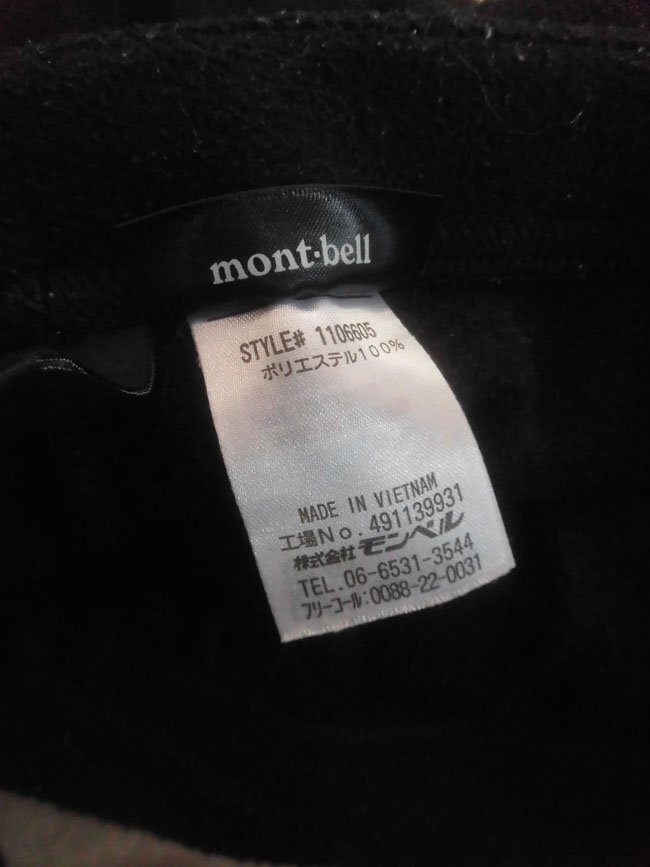 mont·bell
STYLE# 1106605
ポリエステル100%
MADE IN VIETNAM
工場No. 491139931
株式会社 モンベル
TEL.06-6531-3544
フリーコール:0088-22-0031